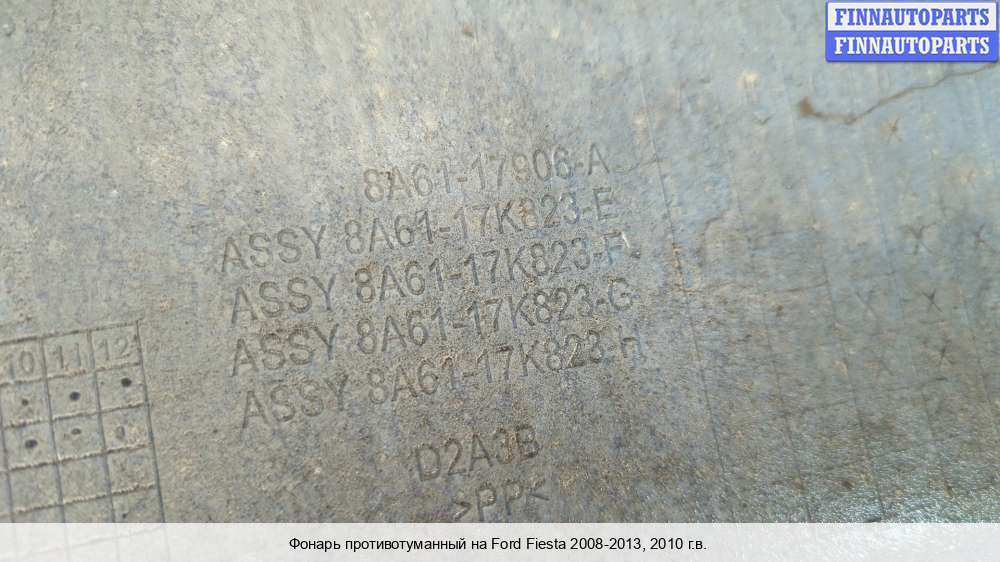 FINNAUTOPARTS
FINNAUTOPARTS
8A61-17906-A
ASSY 8A61-17K823-E
ASSY 8A61-17K823-F
ASSY 8A61-17K823-G
ASSY 8A61-17K823-H
10 11 12
D2A3B
>PP<
Фонарь противотуманный на Ford Fiesta 2008-2013, 2010 г.в.